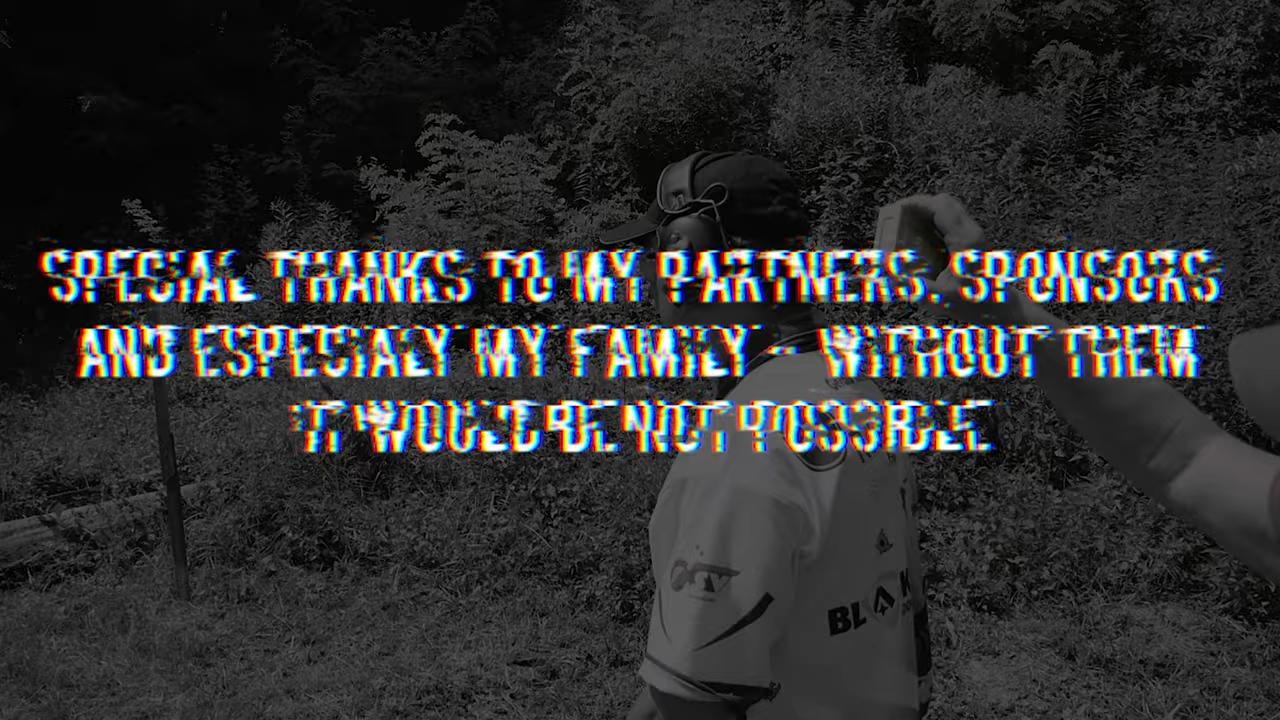 SPECIAL THANKS TO MY PARTNERS, SPONSORS
AND ESPECIALY MY FAMILY - WITHOUT THEM
IT WOULD BE NOT POSSIBLE